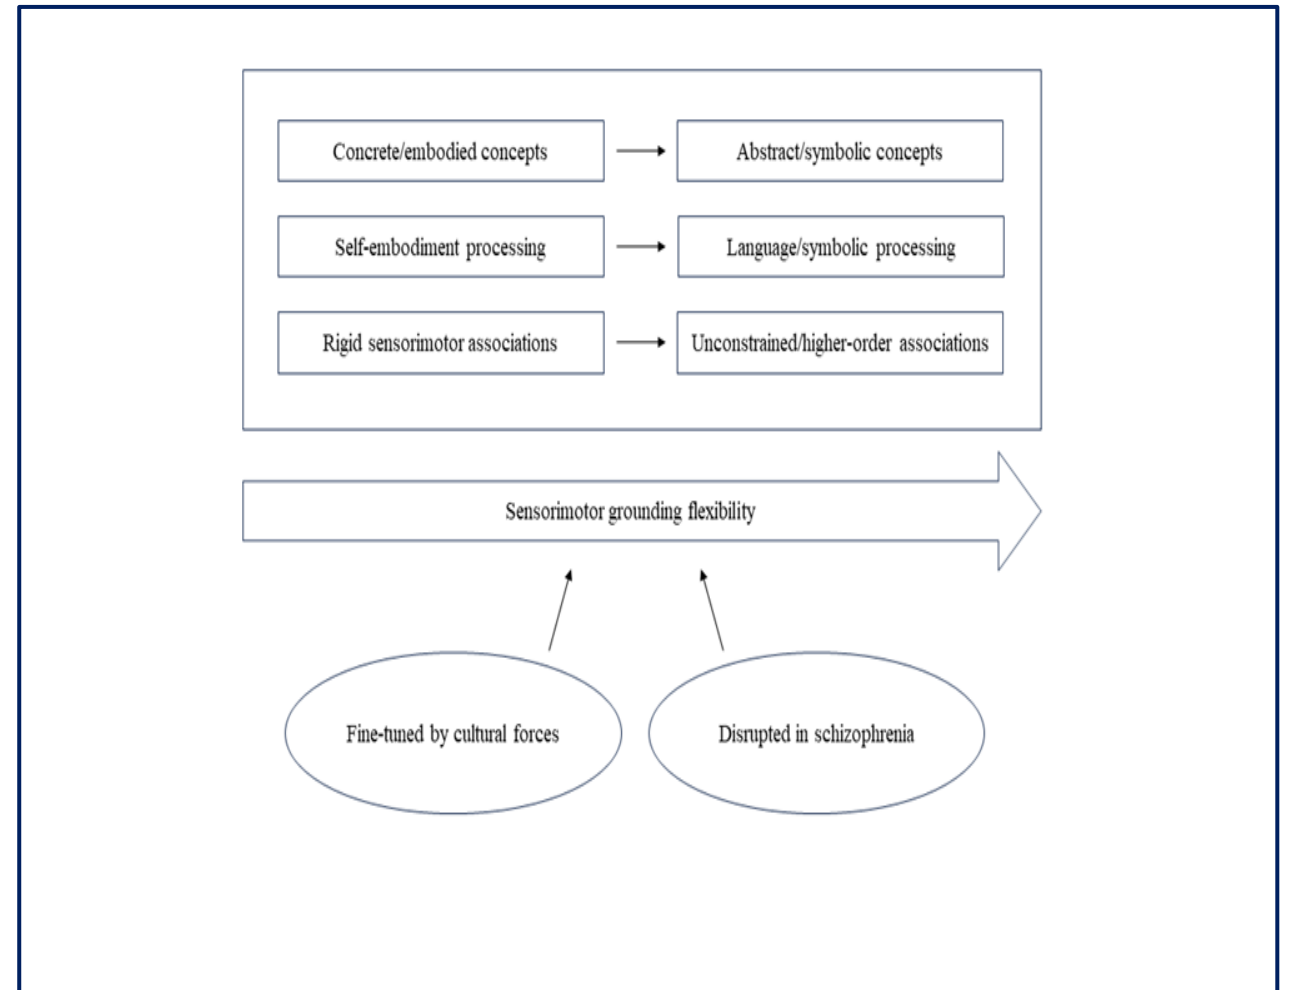 Concrete/embodied concepts
Abstract/symbolic concepts
Self-embodiment processing
Language/symbolic processing
Rigid sensorimotor associations
Unconstrained/higher-order associations
Sensorimotor grounding flexibility
Fine-tuned by cultural forces
Disrupted in schizophrenia